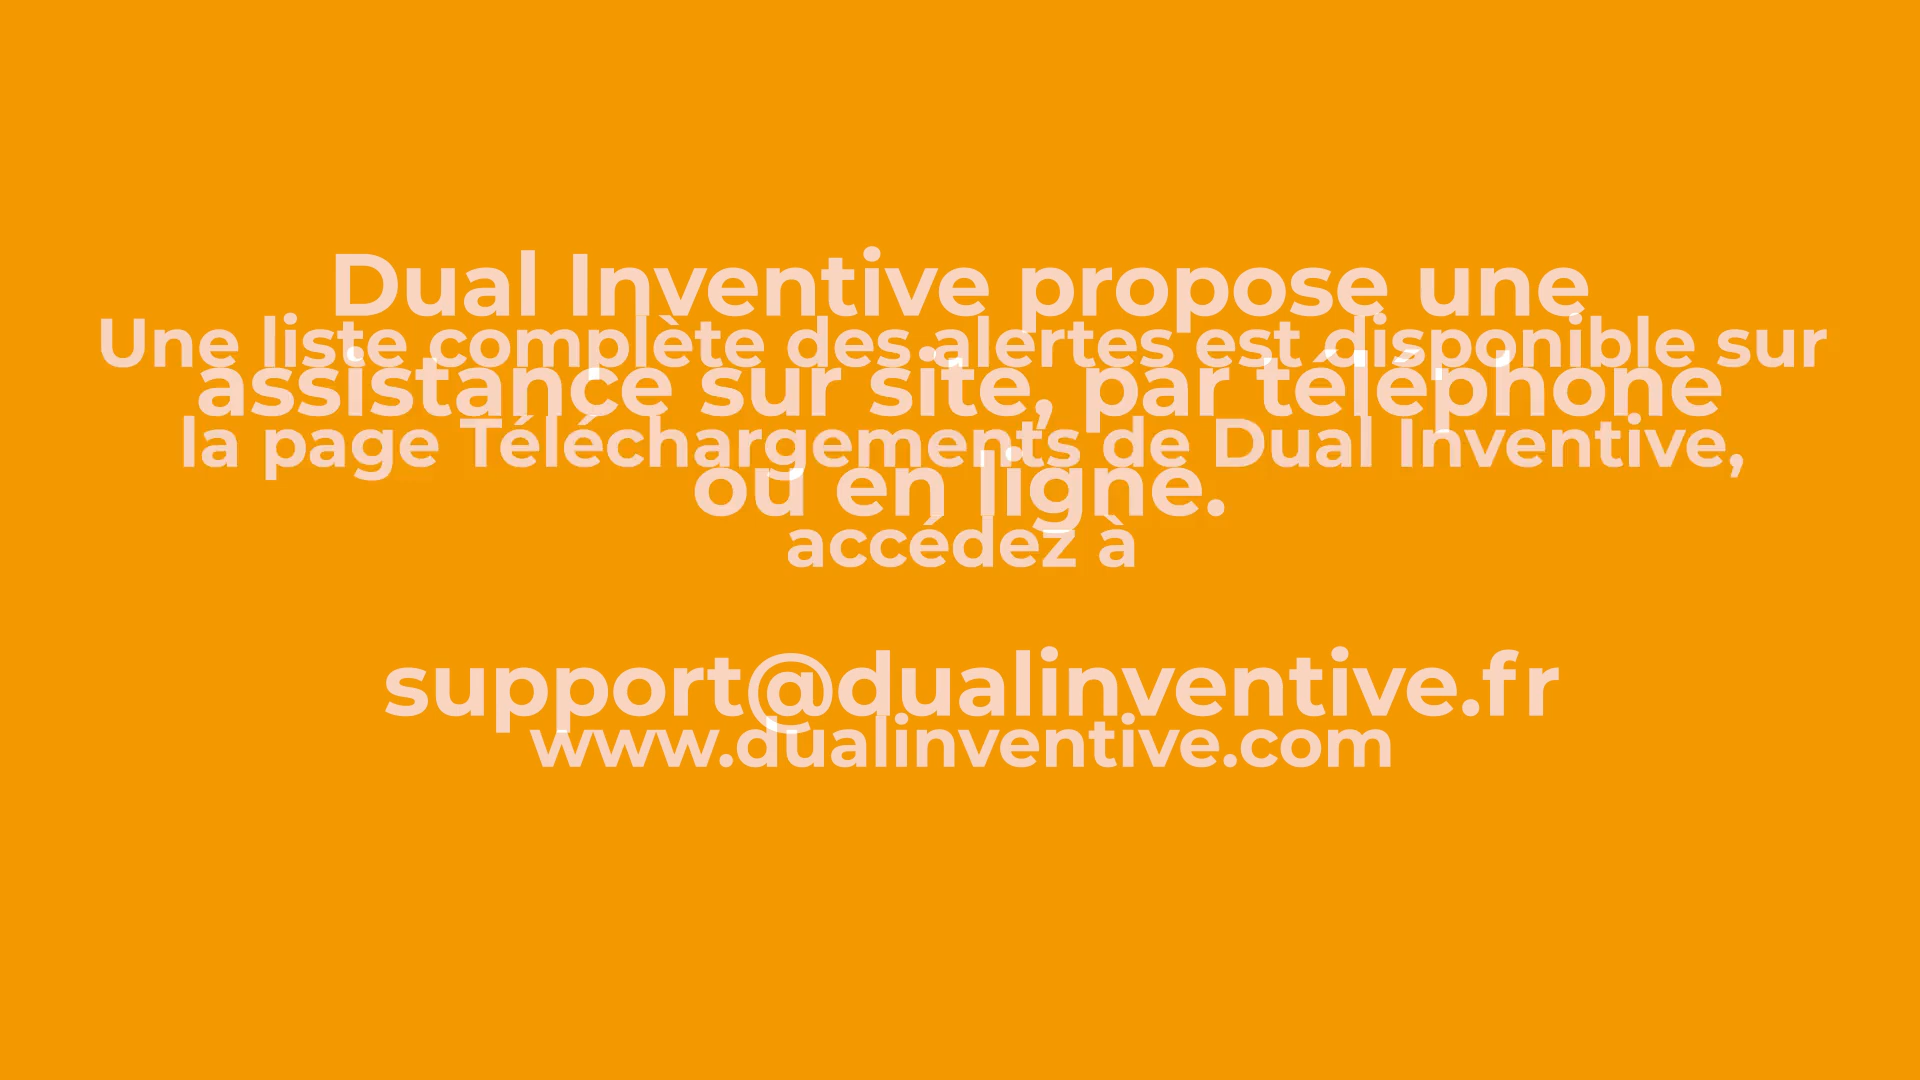 Dual Inventive propose une
Une liste complète des alertes est disponible sur
assistance sur site, par téléphone
la page Téléchargements de Dual Inventive,
ou en ligne.
accédez à
support@dualinventive.fr
www.dualinventive.com